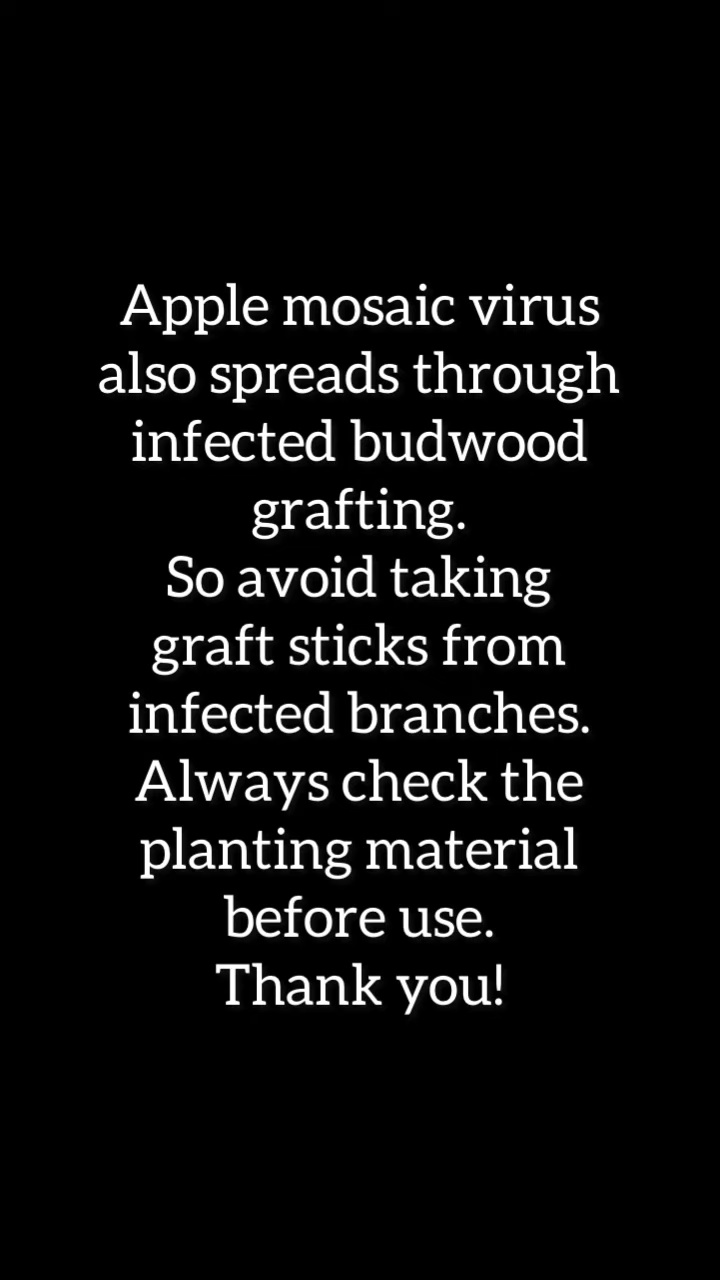 Apple mosaic virus
also spreads through
infected budwood
grafting.
So avoid taking
graft sticks from
infected branches.
Always check the
planting material
before use.
Thank you!